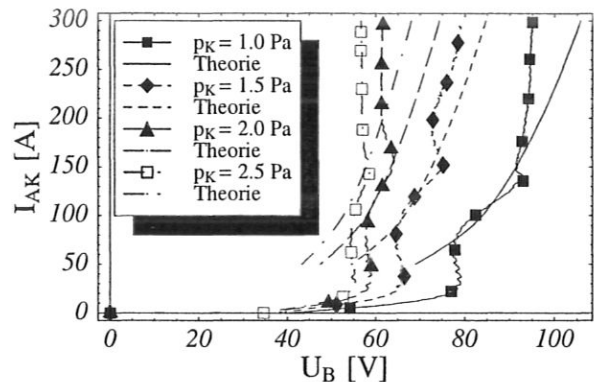 300
250
200
150
100
50
0
I_AK [A]
p_K = 1.0 Pa
Theorie
p_K = 1.5 Pa
Theorie
p_K = 2.0 Pa
Theorie
p_K = 2.5 Pa
Theorie
0 20 40 60 80 100
U_B [V]